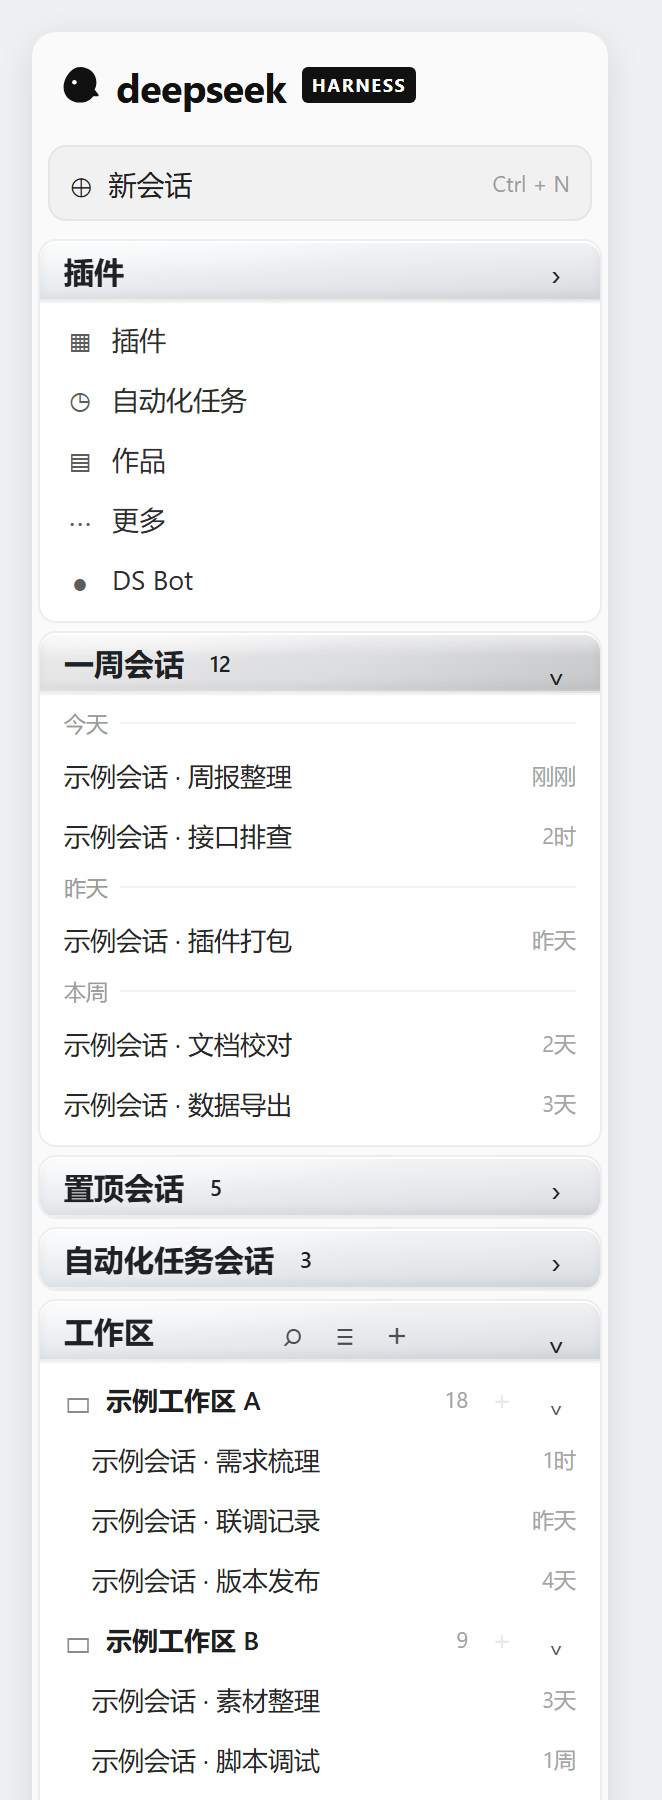 deepseek HARNESS
新会话 Ctrl + N
插件
插件
自动化任务
作品
更多
DS Bot
一周会话 12
今天
示例会话 · 周报整理 刚刚
示例会话 · 接口排查 2时
昨天
示例会话 · 插件打包 昨天
本周
示例会话 · 文档校对 2天
示例会话 · 数据导出 3天
置顶会话 5
自动化任务会话 3
工作区
示例工作区 A 18
示例会话 · 需求梳理 1时
示例会话 · 联调记录 昨天
示例会话 · 版本发布 4天
示例工作区 B 9
示例会话 · 素材整理 3天
示例会话 · 脚本调试 1周